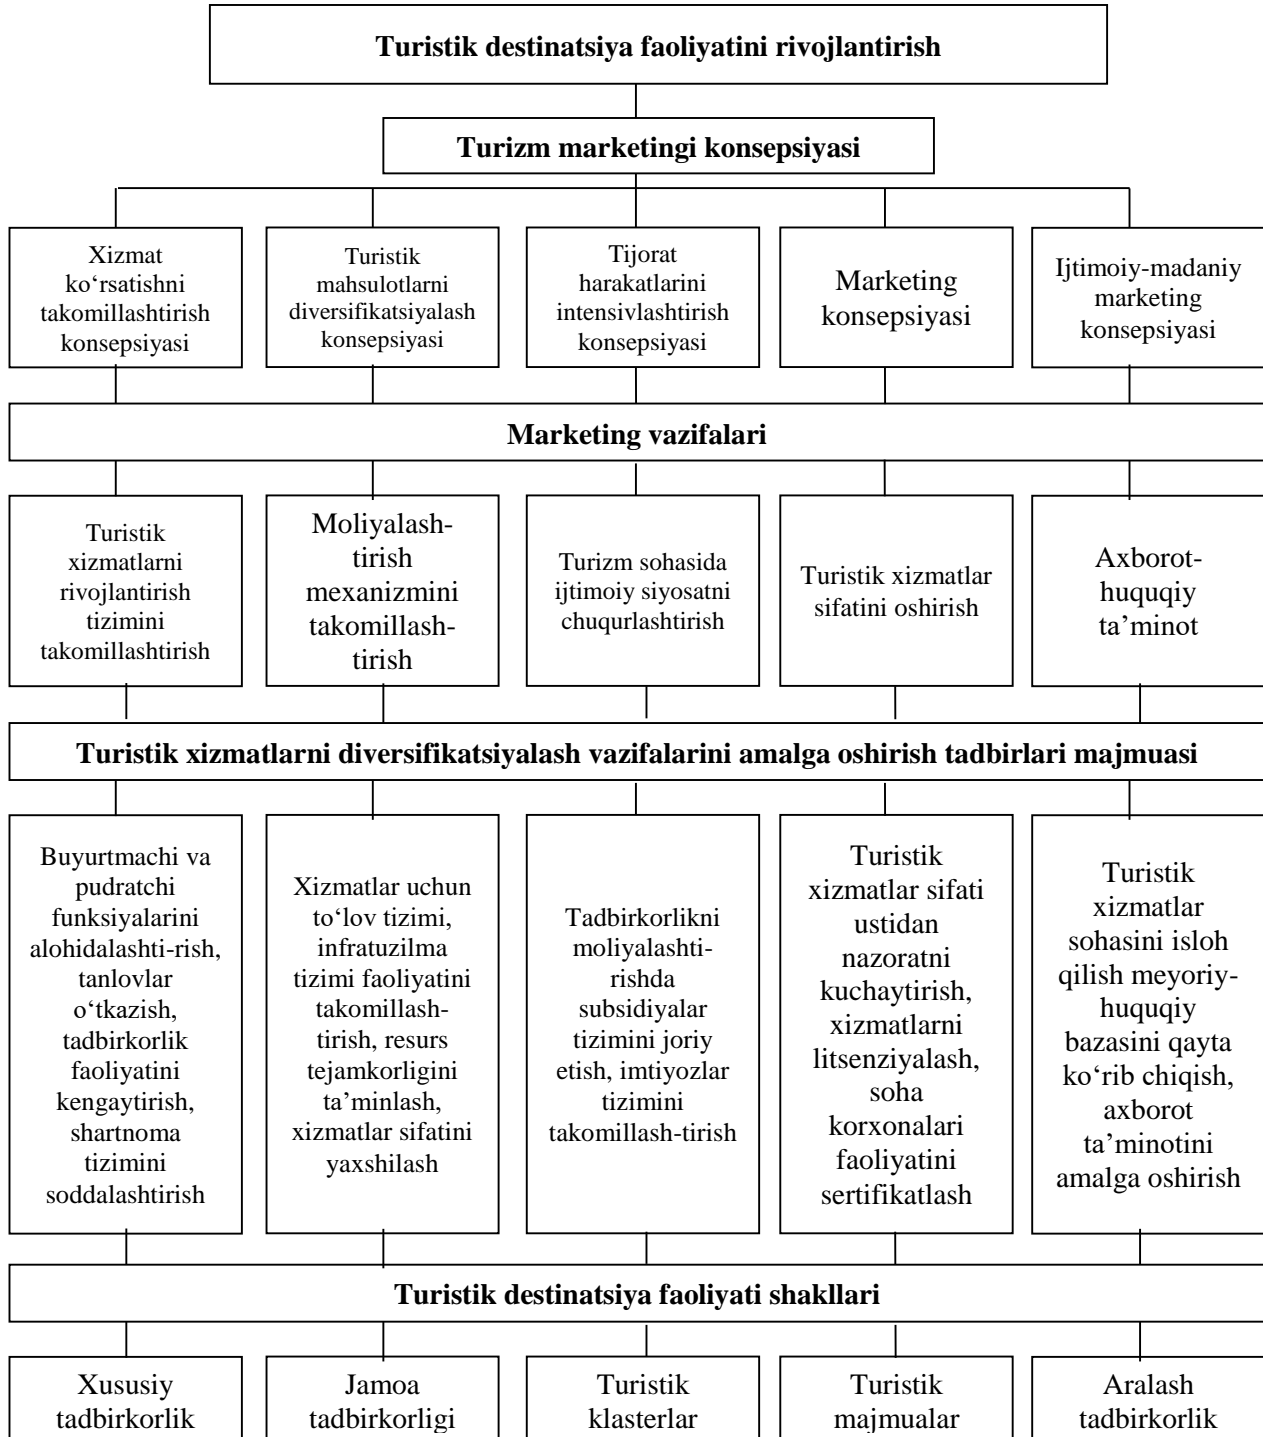 Turistik destinatsiya faoliyatini rivojlantirish
Turizm marketingi konsepsiyasi
Xizmat
ko‘rsatishni
takomillashtirish
konsepsiyasi
Turistik
mahsulotlarni
diversifikatsiyalash
konsepsiyasi
Tijorat
harakatlarini
intensivlashtirish
konsepsiyasi
Marketing
konsepsiyasi
Ijtimoiy-madaniy
marketing
konsepsiyasi
Marketing vazifalari
Turistik
xizmatlarni
rivojlantirish
tizimini
takomillashtirish
Moliyalash-
tirish
mexanizmini
takomillash-
tirish
Turizm sohasida
ijtimoiy siyosatni
chuqurlashtirish
Turistik xizmatlar
sifatini oshirish
Axborot-
huquqiy
ta’minot
Turistik xizmatlarni diversifikatsiyalash vazifalarini amalga oshirish tadbirlari majmuasi
Buyurtmachi va
pudratchi
funksiyalarini
alohidalashti-rish,
tanlovlar
o‘tkazish,
tadbirkorlik
faoliyatini
kengaytirish,
shartnoma
tizimini
soddalashtirish
Xizmatlar uchun
to‘lov tizimi,
infratuzilma
tizimi faoliyatini
takomillash-
tirish, resurs
tejamkorligini
ta’minlash,
xizmatlar sifatini
yaxshilash
Tadbirkorlikni
moliyalashti-
rishda
subsidiyalar
tizimini joriy
etish, imtiyozlar
tizimini
takomillash-tirish
Turistik
xizmatlar sifati
ustidan
nazoratni
kuchaytirish,
xizmatlarni
litsenziyalash,
soha
korxonalari
faoliyatini
sertifikatlash
Turistik
xizmatlar
sohasini isloh
qilish meyoriy-
huquqiy
bazasini qayta
ko‘rib chiqish,
axborot
ta’minotini
amalga oshirish
Turistik destinatsiya faoliyati shakllari
Xususiy
tadbirkorlik
Jamoa
tadbirkorligi
Turistik
klasterlar
Turistik
majmualar
Aralash
tadbirkorlik